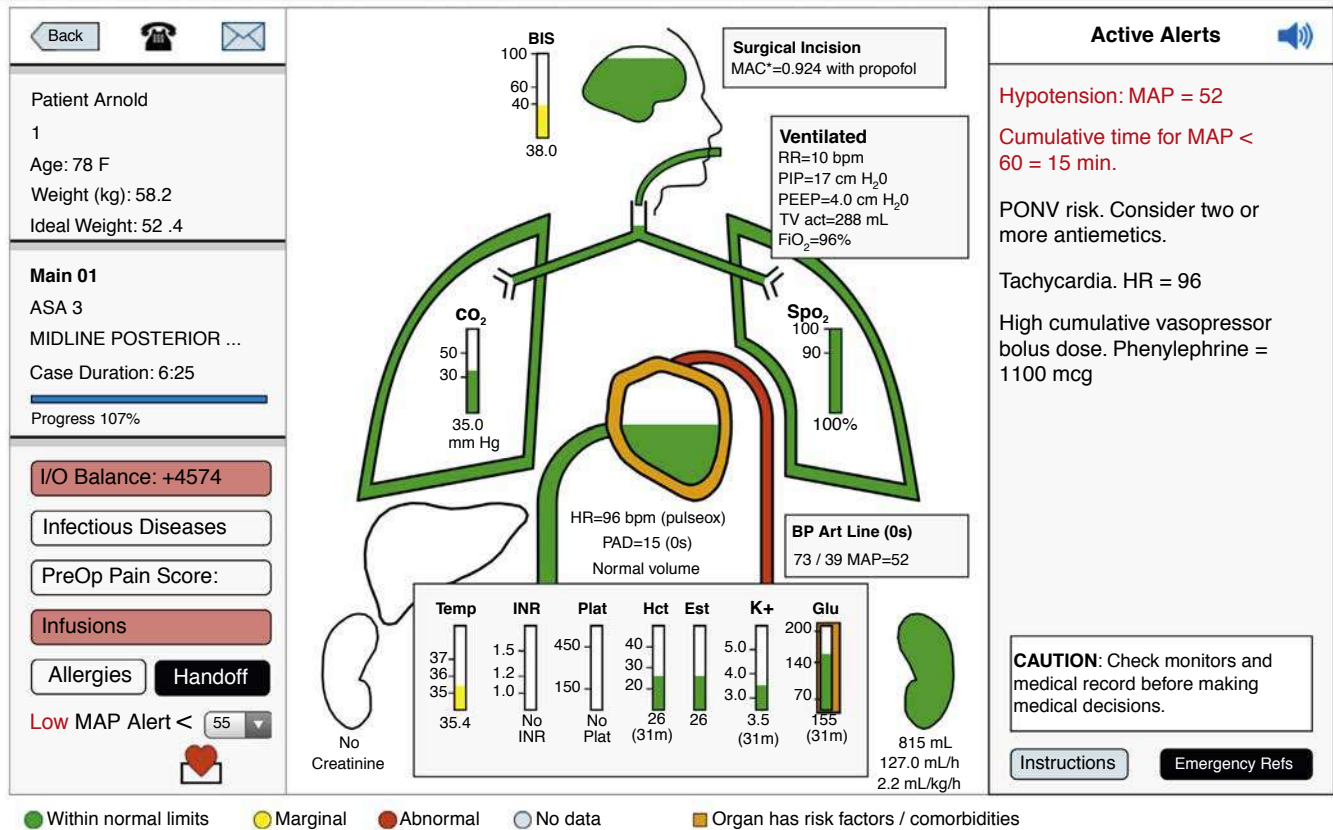 Back
Patient Arnold
1
Age: 78 F
Weight (kg): 58.2
Ideal Weight: 52 .4
Main 01
ASA 3
MIDLINE POSTERIOR ...
Case Duration: 6:25
Progress 107%
I/O Balance: +4574
Infectious Diseases
PreOp Pain Score:
Infusions
Allergies
Handoff
Low MAP Alert < 55
BIS
100
60
40
38.0
Surgical Incision
MAC*=0.924 with propofol
Ventilated
RR=10 bpm
PIP=17 cm H₂0
PEEP=4.0 cm H₂0
TV act=288 mL
FiO₂=96%
co₂
50
30
35.0
mm Hg
Spo₂
100
90
100%
HR=96 bpm (pulseox)
PAD=15 (0s)
Normal volume
BP Art Line (0s)
73 / 39 MAP=52
Temp
37
36
35
35.4
INR
1.5
1.2
1.0
No
INR
Plat
450
150
No
Plat
Hct
40
30
20
26
(31m)
Est
26
K+
5.0
4.0
3.0
3.5
(31m)
Glu
200
140
70
155
(31m)
No
Creatinine
815 mL
127.0 mL/h
2.2 mL/kg/h
Active Alerts
Hypotension: MAP = 52
Cumulative time for MAP <
60 = 15 min.
PONV risk. Consider two or
more antiemetics.
Tachycardia. HR = 96
High cumulative vasopressor
bolus dose. Phenylephrine =
1100 mcg
CAUTION: Check monitors and
medical record before making
medical decisions.
Instructions
Emergency Refs
Within normal limits
Marginal
Abnormal
No data
Organ has risk factors / comorbidities